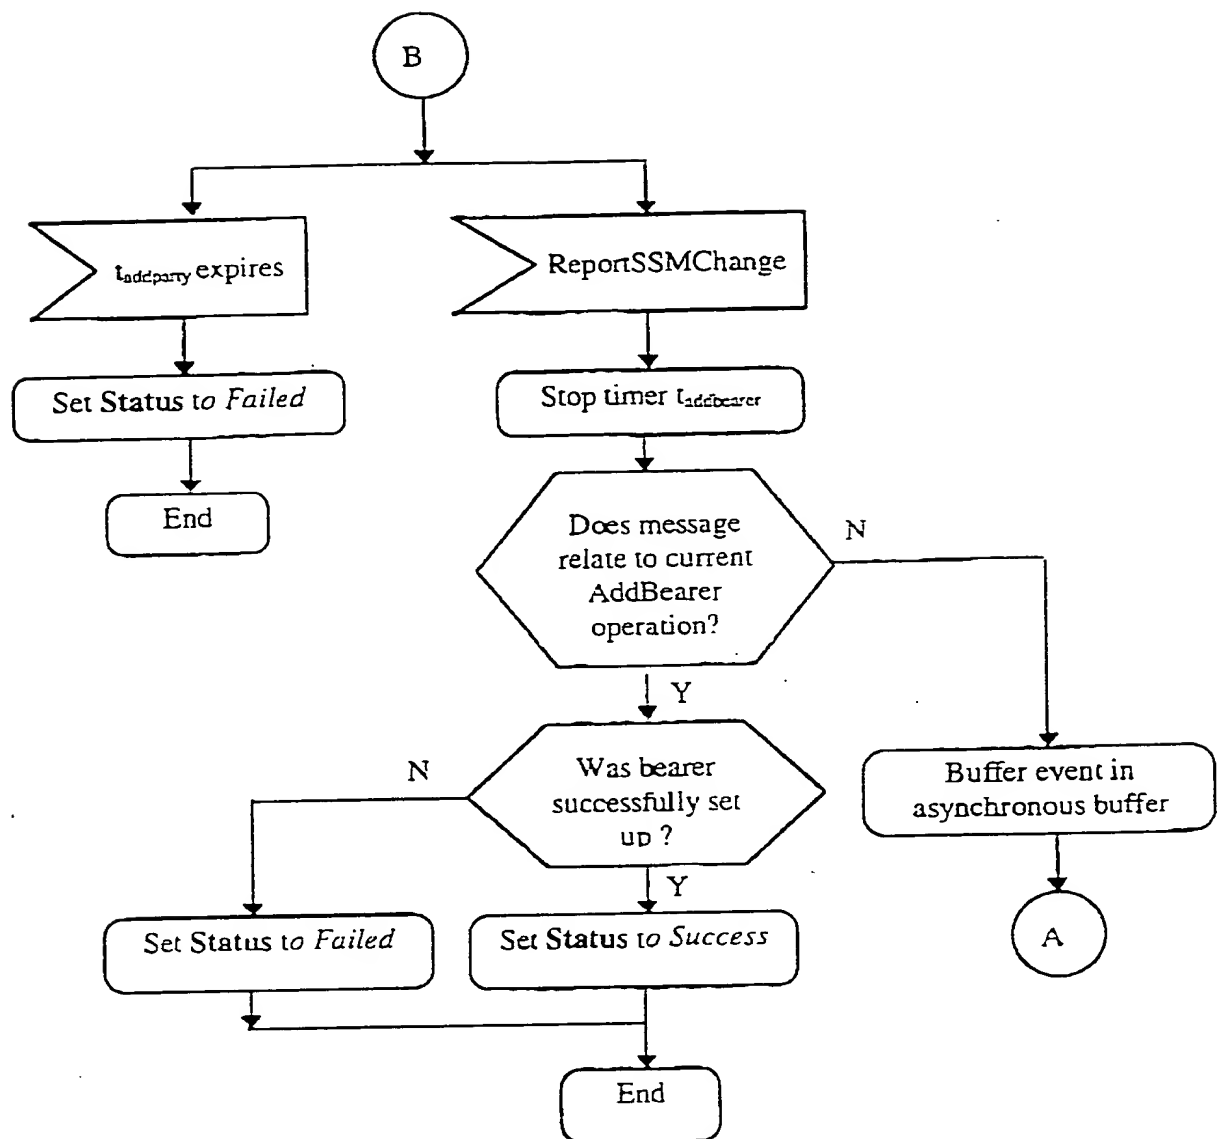 B
t_addparty expires
ReportSSMChange
Set Status to Failed
Stop timer t_addbearer
End
Does message
relate to current
AddBearer
operation?
N
Y
Was bearer
successfully set
up ?
N
Y
Buffer event in
asynchronous buffer
Set Status to Failed
Set Status to Success
A
End